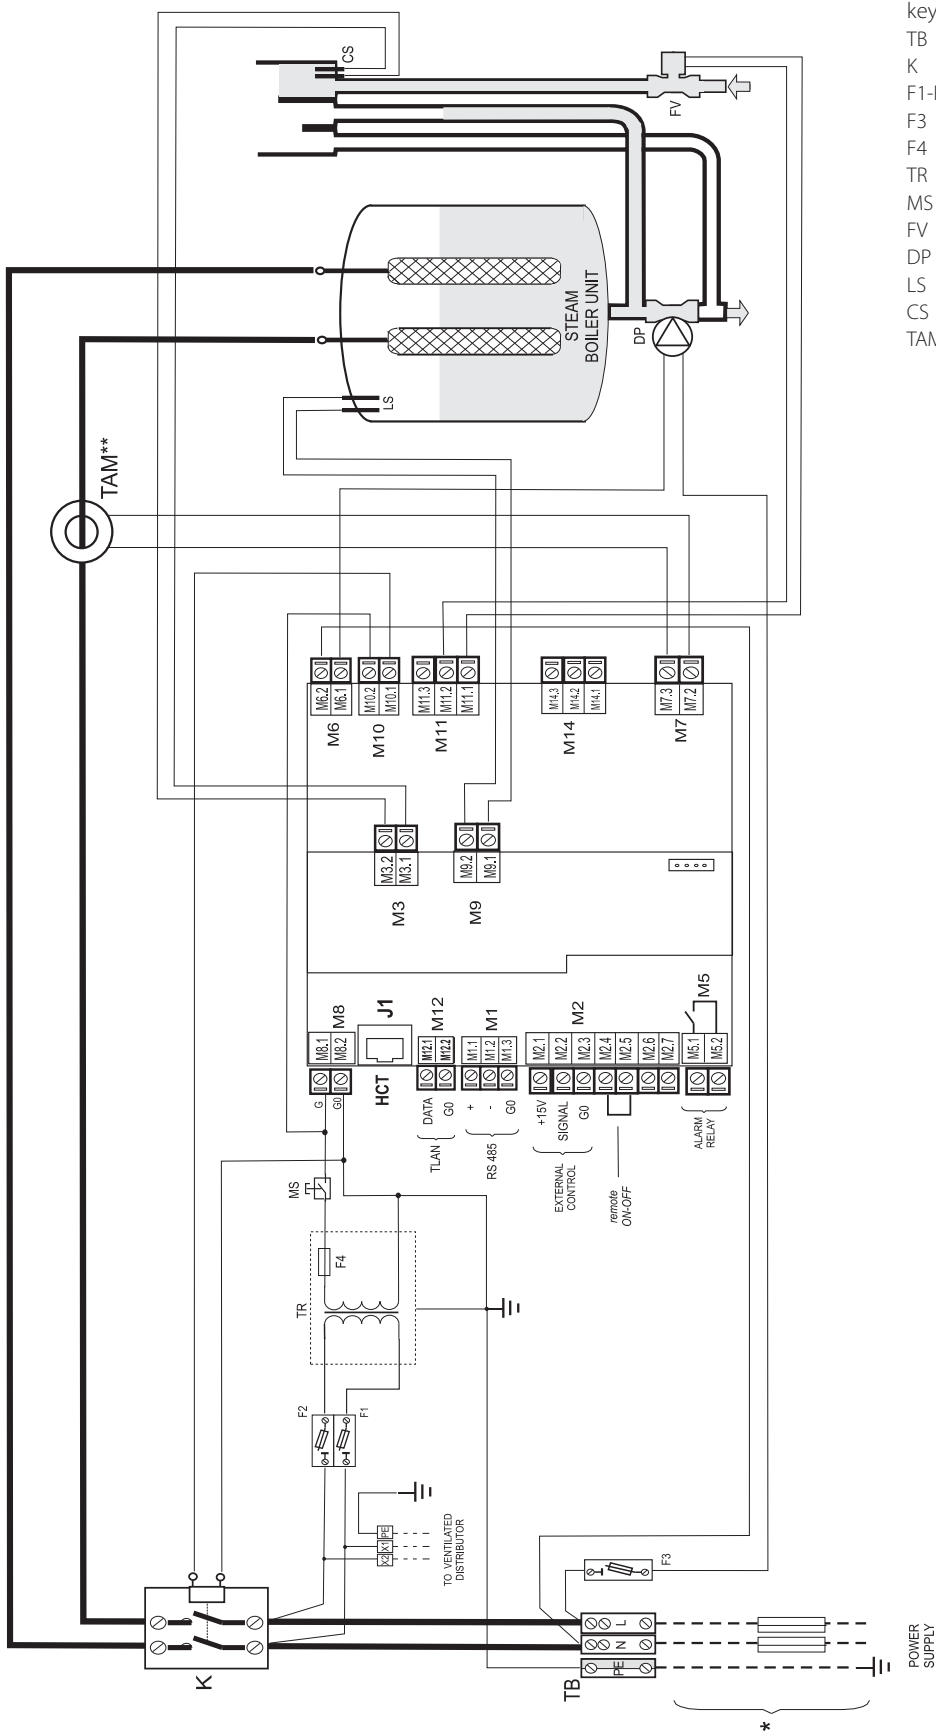 key
TB
K
F1-
F3
F4
TR
MS
FV
DP
LS
CS
TAM
CS
FV
STEAM
BOILER UNIT
DP
LS
TAM**
M6.2
M6.1
M6
M10.2
M10.1
M10
M11.3
M11.2
M11.1
M11
M14.3
M14.2
M14.1
M14
M7.3
M7.2
M7
M3.2
M3.1
M3
M9.2
M9.1
M9
M8.1
M8.2
M8
G
G0
J1
HCT
M12.1
M12.2
M12
DATA
G0
TLAN
M1.1
M1.2
M1.3
M1
+
-
G0
RS 485
M2.1
M2.2
M2.3
M2.4
M2.5
M2.6
M2.7
M2
+15V
SIGNAL
G0
EXTERNAL
CONTROL
remote
ON-OFF
M5.1
M5.2
M5
ALARM
RELAY
MS
F4
TR
F2
F1
PE
X1
X2
TO VENTILATED
DISTRIBUTOR
F3
K
L
N
PE
TB
POWER
SUPPLY
*